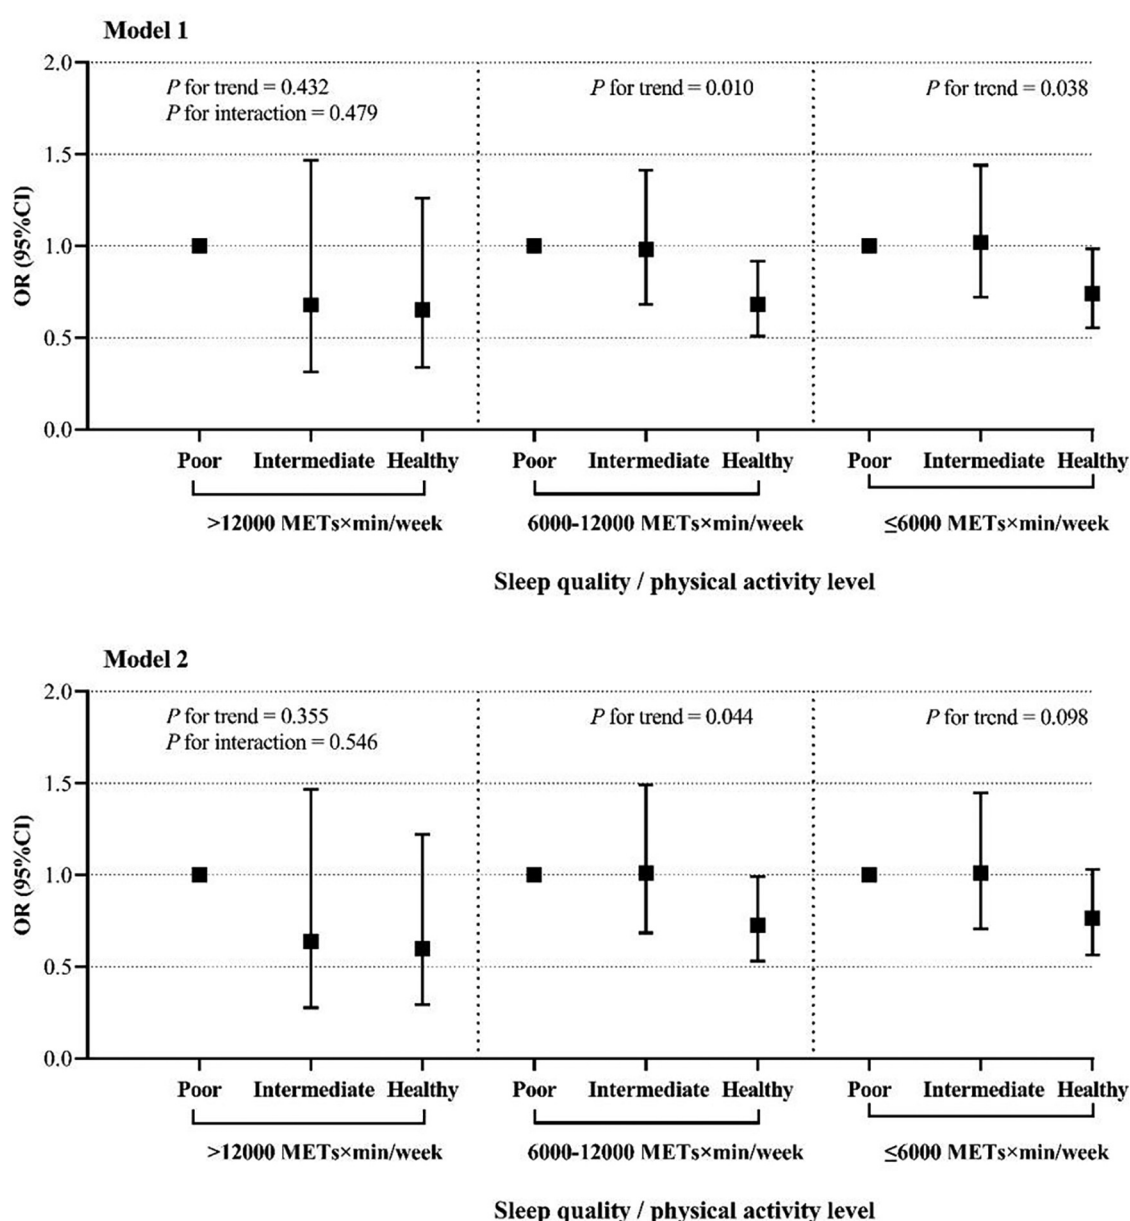 Model 1
2.0
P for trend = 0.432
P for interaction = 0.479
P for trend = 0.010
P for trend = 0.038
1.5
OR (95%CI)
1.0
0.5
0.0
Poor Intermediate Healthy Poor Intermediate Healthy Poor Intermediate Healthy
>12000 METs×min/week 6000-12000 METs×min/week ≤6000 METs×min/week
Sleep quality / physical activity level
Model 2
2.0
P for trend = 0.355
P for interaction = 0.546
P for trend = 0.044
P for trend = 0.098
1.5
OR (95%CI)
1.0
0.5
0.0
Poor Intermediate Healthy Poor Intermediate Healthy Poor Intermediate Healthy
>12000 METs×min/week 6000-12000 METs×min/week ≤6000 METs×min/week
Sleep quality / physical activity level